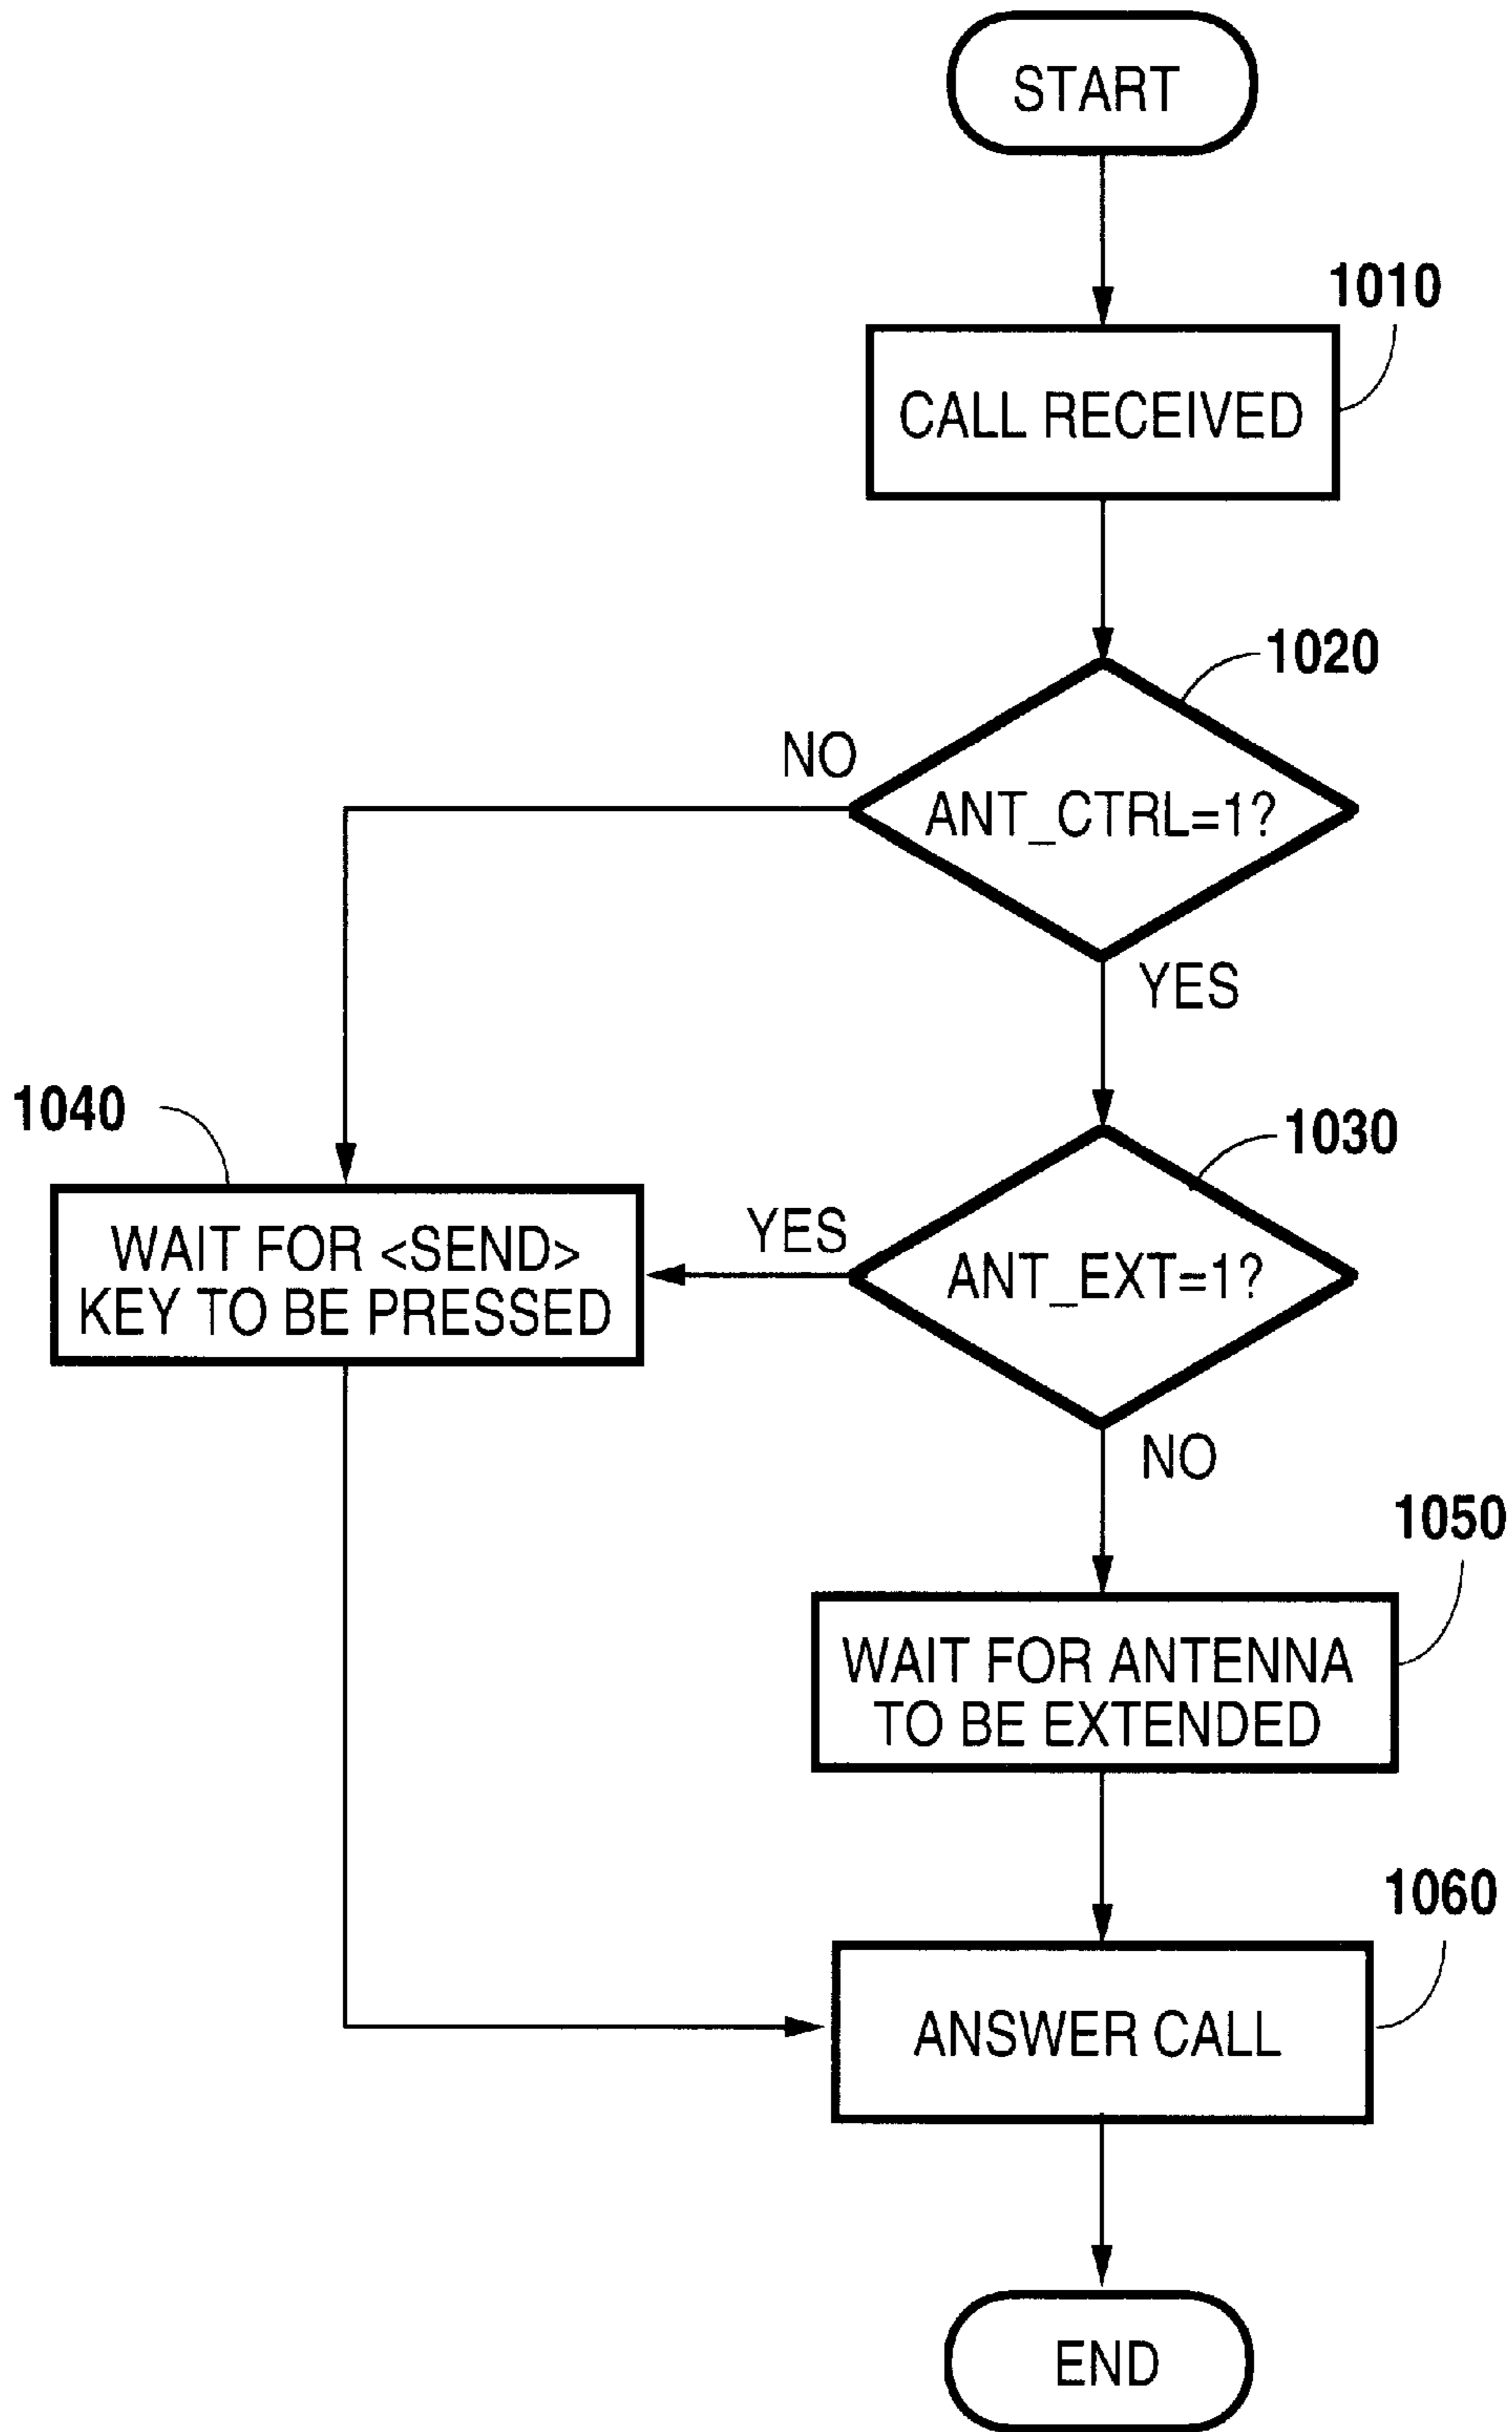 START
1010
CALL RECEIVED
1020
NO
ANT_CTRL=1?
YES
1040
1030
WAIT FOR <SEND>
KEY TO BE PRESSED
YES
ANT_EXT=1?
NO
1050
WAIT FOR ANTENNA
TO BE EXTENDED
1060
ANSWER CALL
END